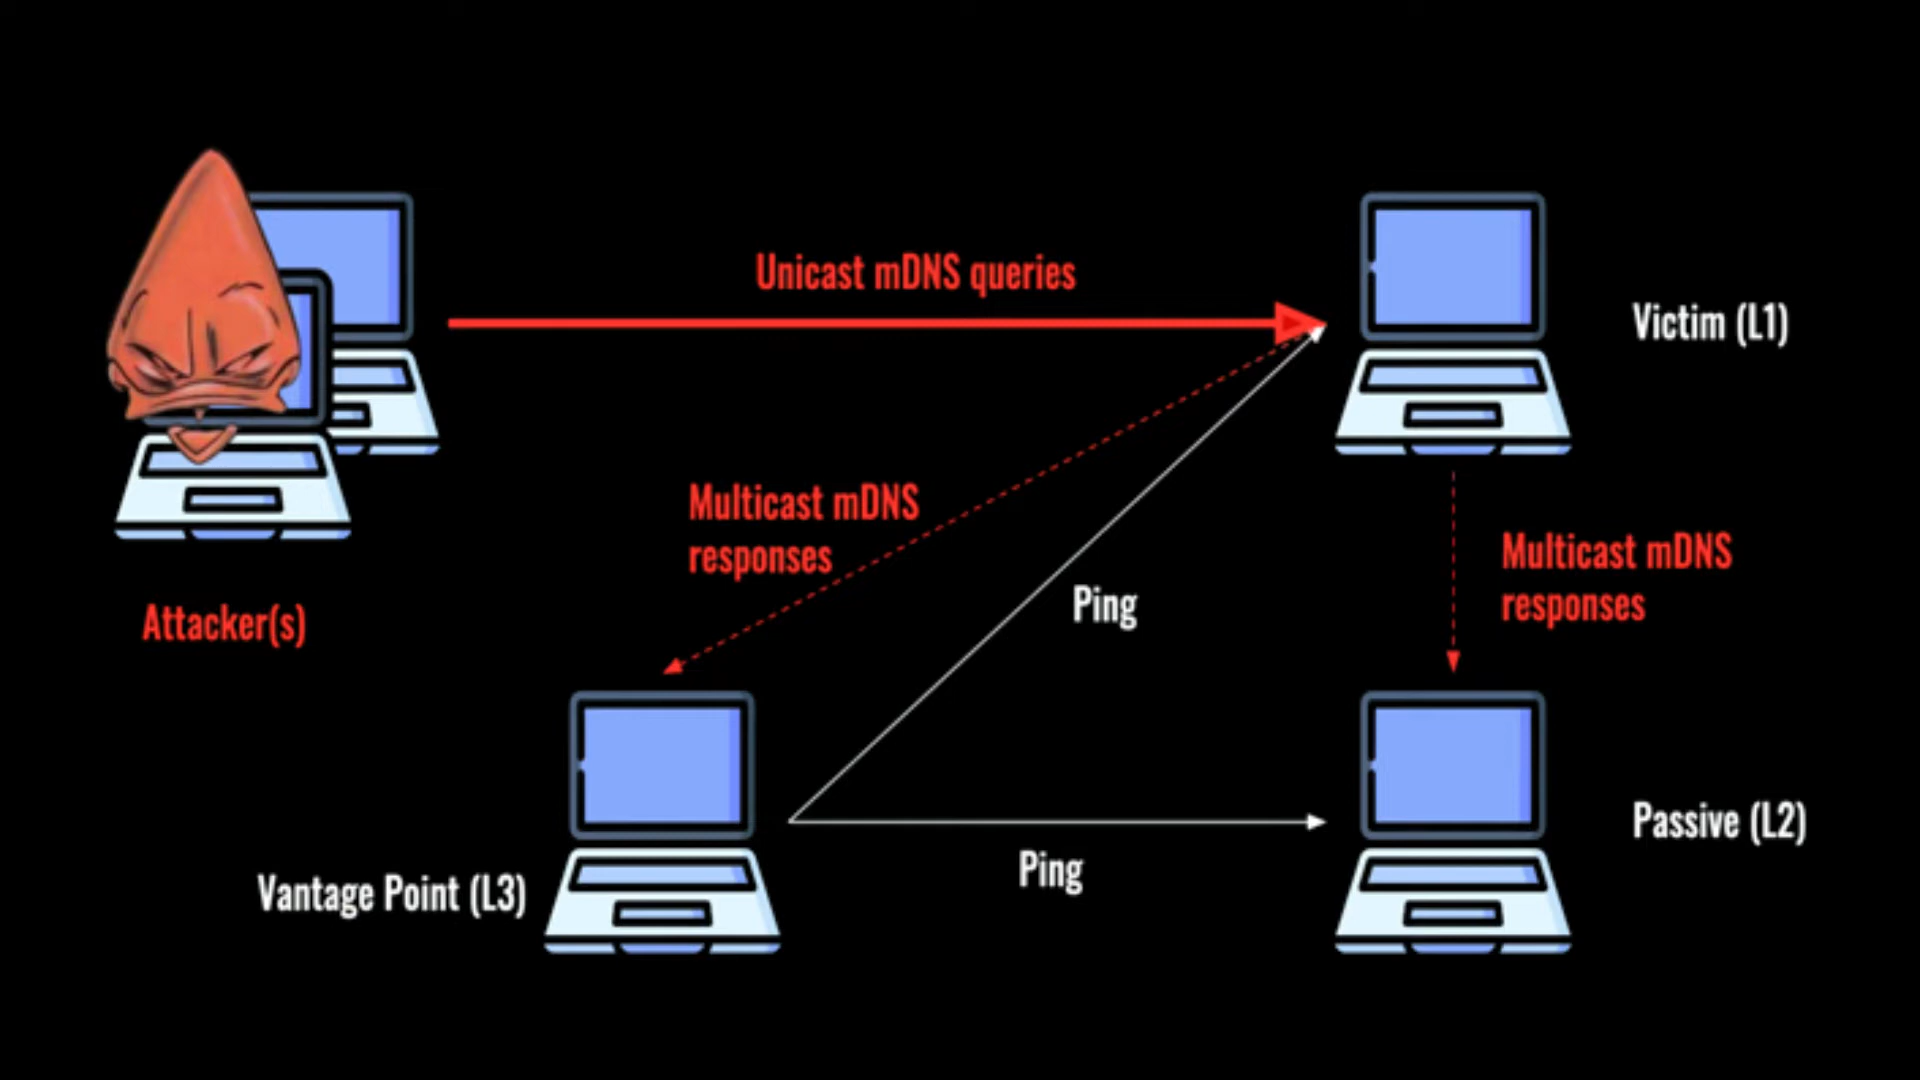 Unicast mDNS queries
Victim (L1)
Multicast mDNS
responses
Multicast mDNS
responses
Ping
Attacker(s)
Passive (L2)
Ping
Vantage Point (L3)